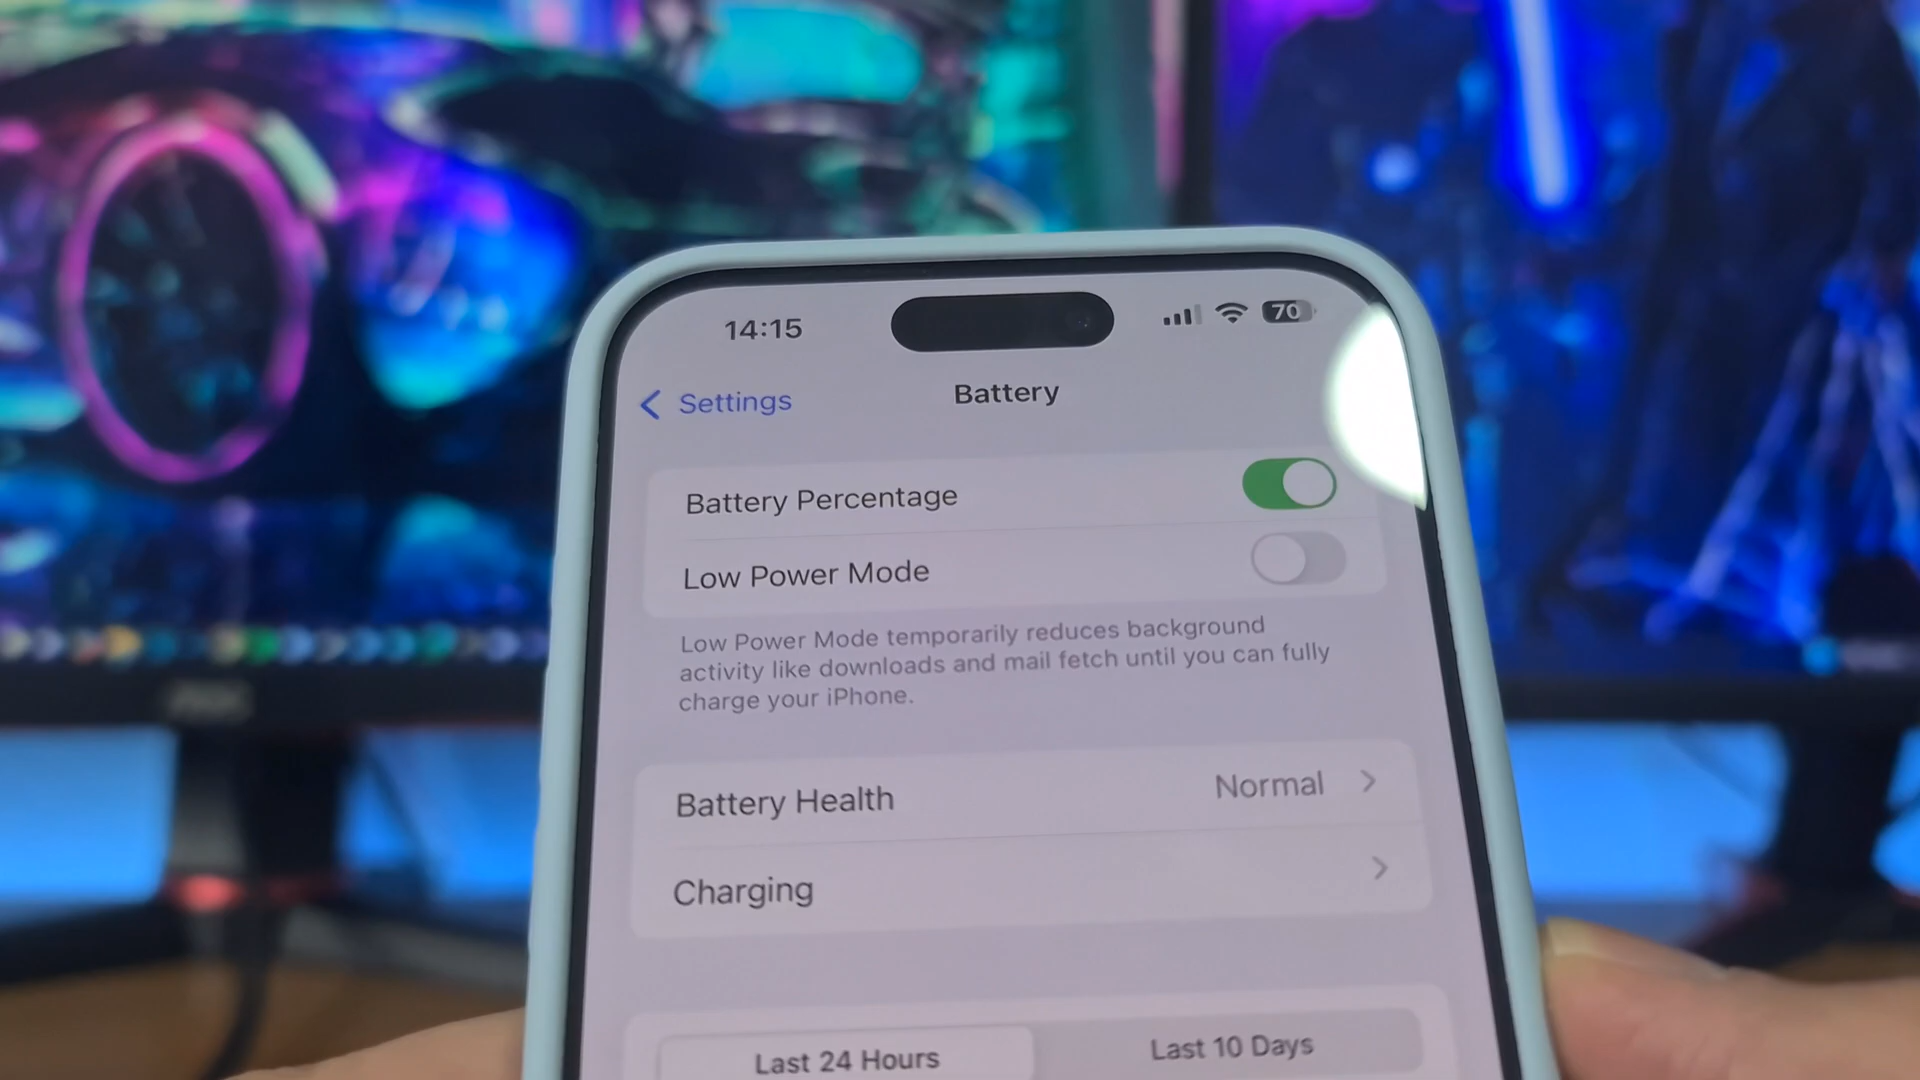 14:15
70
Settings
Battery
Battery Percentage
Low Power Mode
Low Power Mode temporarily reduces background
activity like downloads and mail fetch until you can fully
charge your iPhone.
Battery Health
Normal
Charging
Last 24 Hours
Last 10 Days